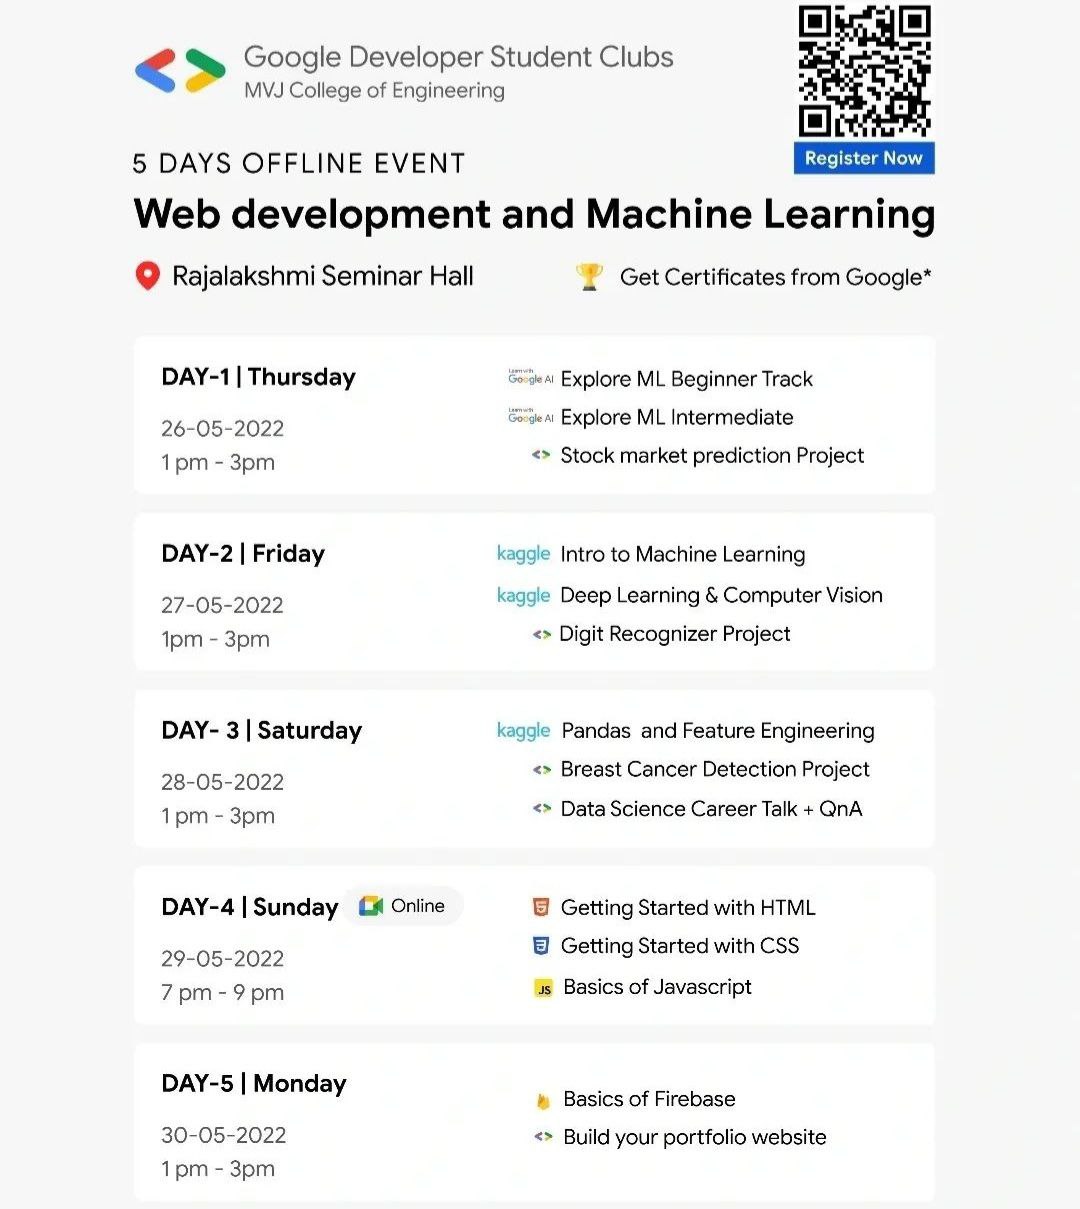 Google Developer Student Clubs
MVJ College of Engineering
Register Now
5 DAYS OFFLINE EVENT
Web development and Machine Learning
Rajalakshmi Seminar Hall
Get Certificates from Google*
DAY-1 | Thursday
26-05-2022
1 pm - 3pm
Learn with
Google AI Explore ML Beginner Track
Learn with
Google AI Explore ML Intermediate
<> Stock market prediction Project
DAY-2 | Friday
27-05-2022
1pm - 3pm
kaggle Intro to Machine Learning
kaggle Deep Learning & Computer Vision
<> Digit Recognizer Project
DAY- 3 | Saturday
28-05-2022
1 pm - 3pm
kaggle Pandas and Feature Engineering
<> Breast Cancer Detection Project
<> Data Science Career Talk + QnA
DAY-4 | Sunday Online
29-05-2022
7 pm - 9 pm
5 Getting Started with HTML
3 Getting Started with CSS
JS Basics of Javascript
DAY-5 | Monday
30-05-2022
1 pm - 3pm
Basics of Firebase
<> Build your portfolio website